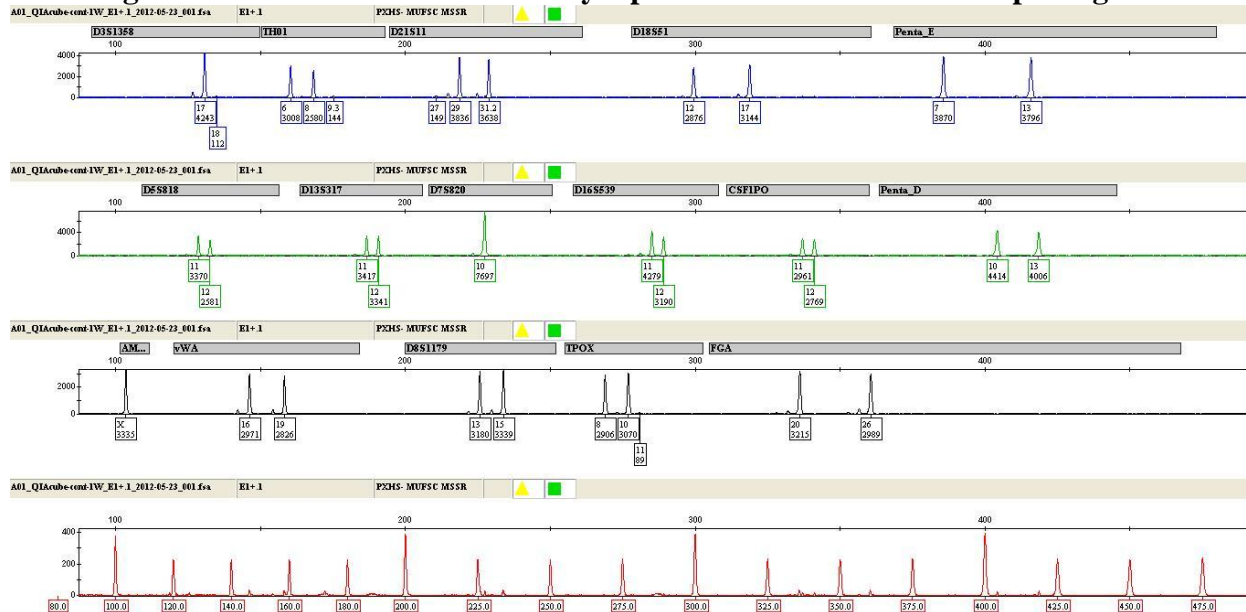 A01_QIAcube-cont-1W_E1+.1_2012-05-23_001.fsa E1+.1 PXHS- MUFSC MSSR
D3S1358 TH01 D21S11 D18S51 Penta_E
100 200 300 400
4000
2000
0
17 6 8 9.3 27 29 31.2 12 17 7 13
4243 3008 2580 144 149 3836 3638 2876 3144 3870 3796
18
112
A01_QIAcube-cont-1W_E1+.1_2012-05-23_001.fsa E1+.1 PXHS- MUFSC MSSR
D5S818 D13S317 D7S820 D16S539 CSF1PO Penta_D
100 200 300 400
4000
0
11 11 10 11 11 10 13
3370 3417 7697 4279 2961 4414 4006
12 12 12 12
2581 3341 3190 2769
A01_QIAcube-cont-1W_E1+.1_2012-05-23_001.fsa E1+.1 PXHS- MUFSC MSSR
AM... vWA D8S1179 TPOX FGA
100 200 300 400
2000
0
X 16 19 13 15 8 10 20 26
3335 2971 2826 3180 3339 2906 3070 3215 2989
11
89
A01_QIAcube-cont-1W_E1+.1_2012-05-23_001.fsa E1+.1 PXHS- MUFSC MSSR
100 200 300 400
400
200
0
80.0 100.0 120.0 140.0 160.0 180.0 200.0 225.0 250.0 275.0 300.0 325.0 350.0 375.0 400.0 425.0 450.0 475.0